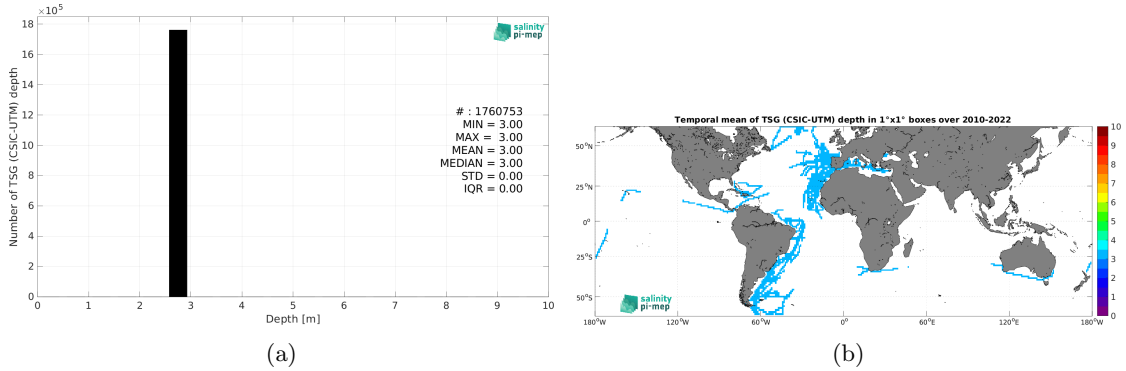 ×10⁵
18
16
14
12
10
8
6
4
2
0
Number of TSG (CSIC-UTM) depth
salinity
pi-mep
# : 1760753
MIN = 3.00
MAX = 3.00
MEAN = 3.00
MEDIAN = 3.00
STD = 0.00
IQR = 0.00
0 1 2 3 4 5 6 7 8 9 10
Depth [m]
(a)
Temporal mean of TSG (CSIC-UTM) depth in 1°x1° boxes over 2010-2022
50°N
25°N
0°
25°S
50°S
salinity
pi-mep
180°W 120°W 60°W 0° 60°E 120°E 180°W
10
9
8
7
6
5
4
3
2
1
0
(b)